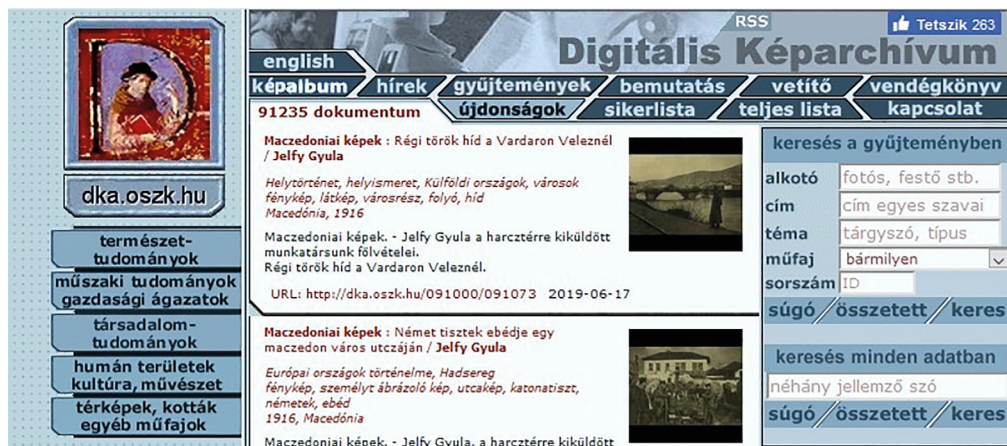 RSS
Tetszik 263
Digitális Képarchívum
english
képalbum hírek gyűjtemények bemutatás vetítő vendégkönyv
91235 dokumentum újdonságok sikerlista teljes lista kapcsolat
dka.oszk.hu
természet-
tudományok
műszaki tudományok
gazdasági ágazatok
társadalom-
tudományok
humán területek
kultúra, művészet
térképek, kották
egyéb műfajok
Maczedoniai képek : Régi török híd a Vardaron Veleznél
/ Jelfy Gyula
Helytörténet, helyismeret, Külföldi országok, városok
fénykép, látkép, városrész, folyó, híd
Macedónia, 1916
Maczedoniai képek. - Jelfy Gyula a harcztérre kiküldött
munkatársunk fölvételei.
Régi török híd a Vardaron Veleznél.
URL: http://dka.oszk.hu/091000/091073 2019-06-17
Maczedoniai képek : Német tisztek ebédje egy
maczedon város utczáján / Jelfy Gyula
Európai országok történelme, Hadsereg
fénykép, személyt ábrázoló kép, utcakép, katonatiszt,
németek, ebéd
1916, Macedónia
Maczedoniai képek. - Jelfy Gyula, a harcztérre kiküldött
keresés a gyűjteményben
alkotó fotós, festő stb.
cím cím egyes szavai
téma tárgyszó, típus
műfaj bármilyen
sorszám ID
súgó összetett keres
keresés minden adatban
néhány jellemző szó
súgó összetett keres